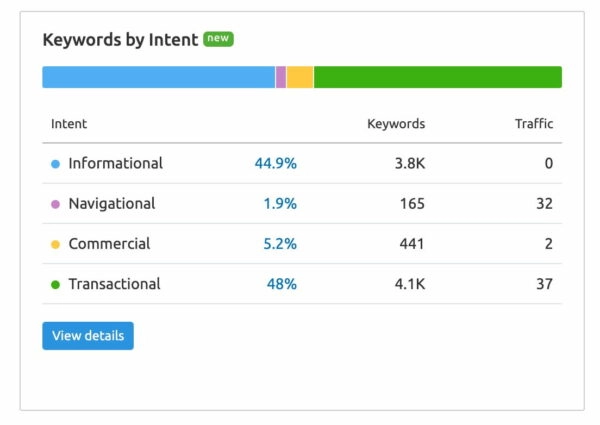 Keywords by Intent new
Intent Keywords Traffic
Informational 44.9% 3.8K 0
Navigational 1.9% 165 32
Commercial 5.2% 441 2
Transactional 48% 4.1K 37
View details